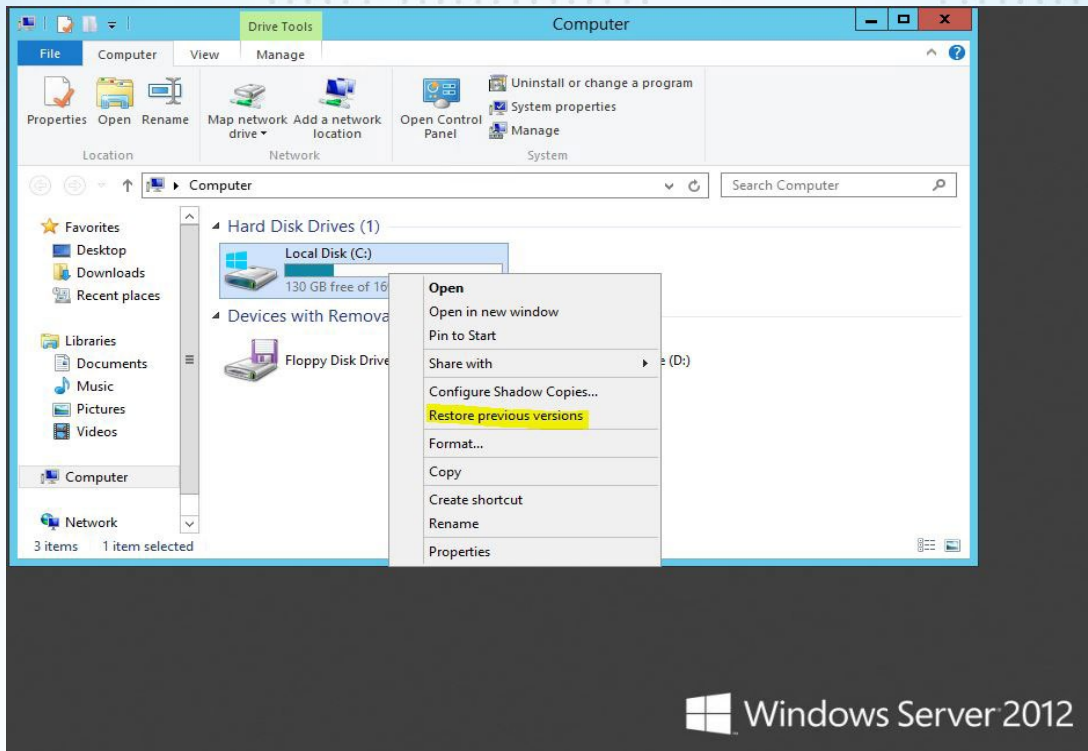 Drive Tools
Computer
File
Computer
View
Manage
Properties
Open
Rename
Map network drive
Add a network location
Open Control Panel
Uninstall or change a program
System properties
Manage
Location
Network
System
Computer
Search Computer
Favorites
Desktop
Downloads
Recent places
Libraries
Documents
Music
Pictures
Videos
Computer
Network
Hard Disk Drives (1)
Local Disk (C:)
130 GB free of 16
Devices with Remova
Floppy Disk Drive
(D:)
Open
Open in new window
Pin to Start
Share with
Configure Shadow Copies...
Restore previous versions
Format...
Copy
Create shortcut
Rename
Properties
3 items 1 item selected
Windows Server 2012